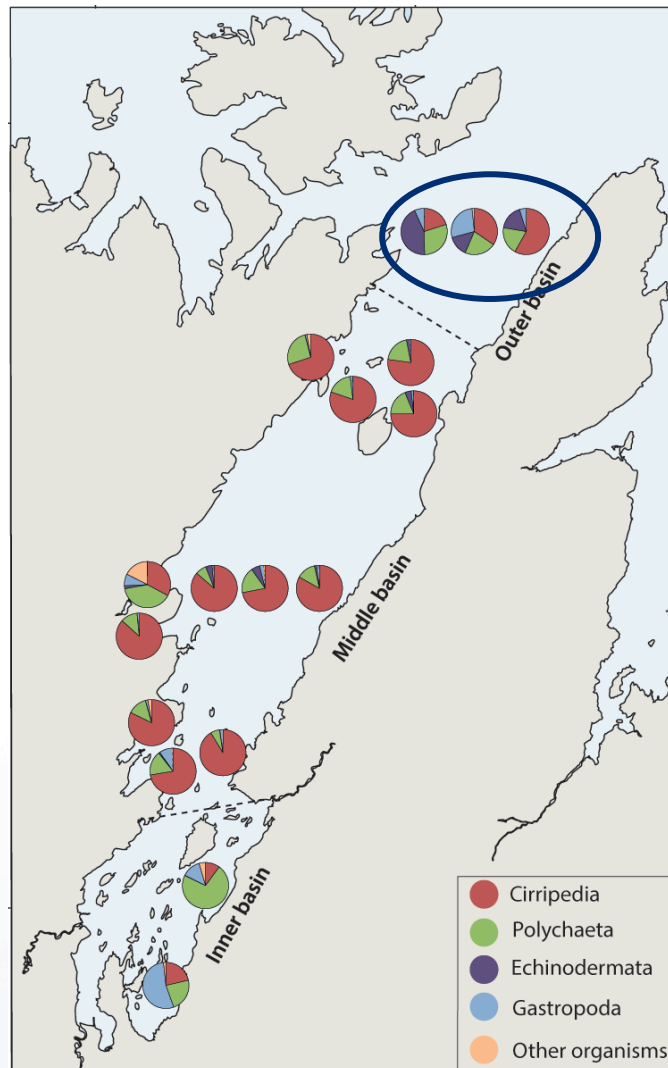 Outer basin
Middle basin
Inner basin
Cirripedia
Polychaeta
Echinodermata
Gastropoda
Other organisms